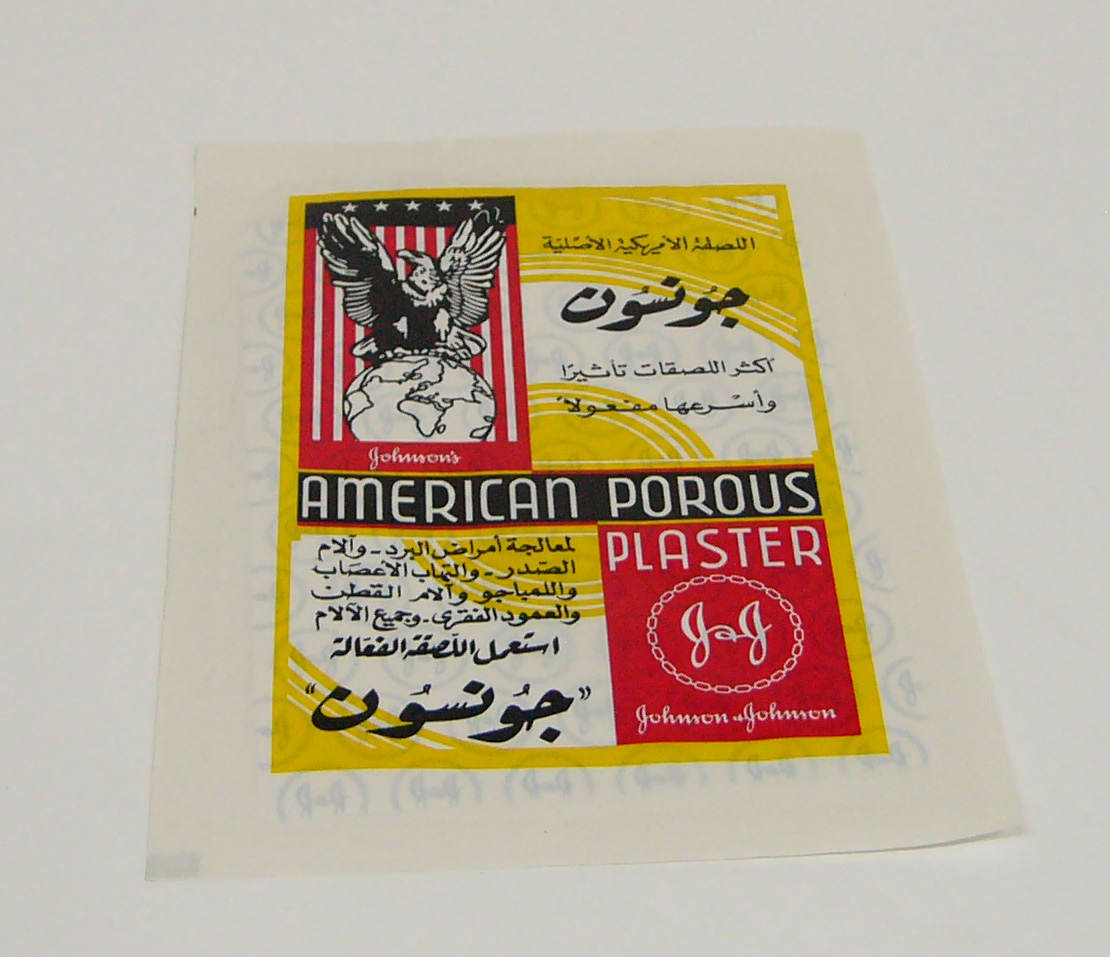 اللصقة الأمريكية الأصلية
جونسون
أكثر اللصقات تأثيرًا
وأسرعها مفعولاً
Johnson's
AMERICAN POROUS
PLASTER
لمعالجة أمراض البرد - وآلام
الصدر - والتهاب الأعصاب
واللمباجو وآلام القطن
والعمود الفقرى - وجميع الآلام
استعمل اللصقة الفعالة
"جونسون"
J&J
Johnson & Johnson